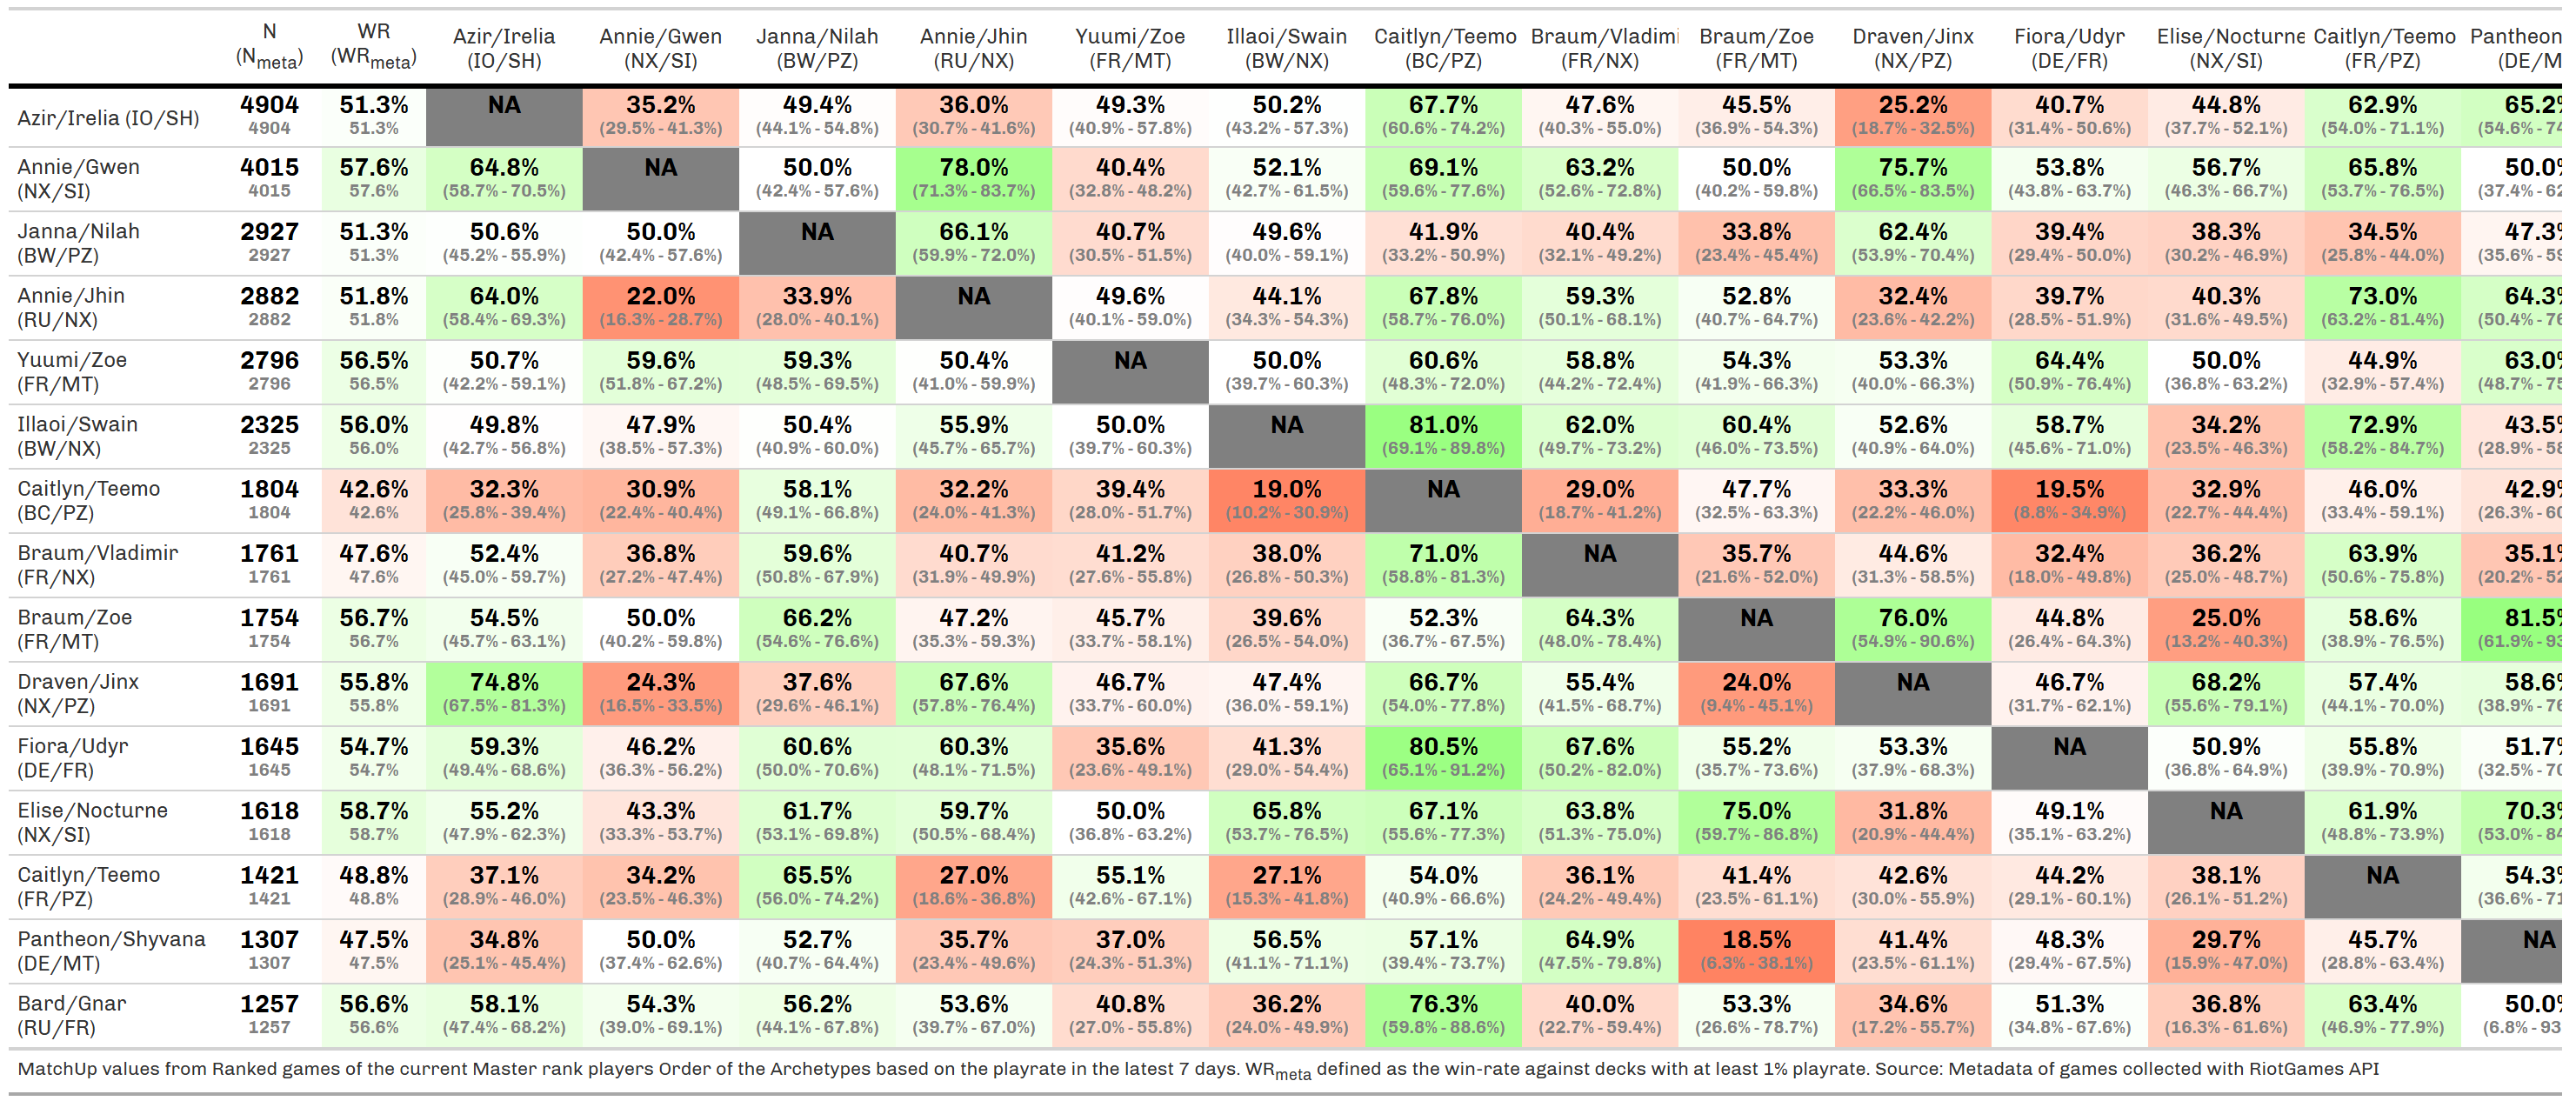 N WR Azir/Irelia Annie/Gwen Janna/Nilah Annie/Jhin Yuumi/Zoe Illaoi/Swain Caitlyn/Teemo Braum/Vladimi Braum/Zoe Draven/Jinx Fiora/Udyr Elise/Nocturne Caitlyn/Teemo Pantheon
(Nmeta) (WRmeta) (IO/SH) (NX/SI) (BW/PZ) (RU/NX) (FR/MT) (BW/NX) (BC/PZ) (FR/NX) (FR/MT) (NX/PZ) (DE/FR) (NX/SI) (FR/PZ) (DE/M
Azir/Irelia (IO/SH) 4904 51.3% NA 35.2% 49.4% 36.0% 49.3% 50.2% 67.7% 47.6% 45.5% 25.2% 40.7% 44.8% 62.9% 65.2%
4904 51.3% (29.5% - 41.3%) (44.1% - 54.8%) (30.7% - 41.6%) (40.9% - 57.8%) (43.2% - 57.3%) (60.6% - 74.2%) (40.3% - 55.0%) (36.9% - 54.3%) (18.7% - 32.5%) (31.4% - 50.6%) (37.7% - 52.1%) (54.0% - 71.1%) (54.6% - 74
Annie/Gwen 4015 57.6% 64.8% NA 50.0% 78.0% 40.4% 52.1% 69.1% 63.2% 50.0% 75.7% 53.8% 56.7% 65.8% 50.0%
(NX/SI) 4015 57.6% (58.7% - 70.5%) (42.4% - 57.6%) (71.3% - 83.7%) (32.8% - 48.2%) (42.7% - 61.5%) (59.6% - 77.6%) (52.6% - 72.8%) (40.2% - 59.8%) (66.5% - 83.5%) (43.8% - 63.7%) (46.3% - 66.7%) (53.7% - 76.5%) (37.4% - 62
Janna/Nilah 2927 51.3% 50.6% 50.0% NA 66.1% 40.7% 49.6% 41.9% 40.4% 33.8% 62.4% 39.4% 38.3% 34.5% 47.3%
(BW/PZ) 2927 51.3% (45.2% - 55.9%) (42.4% - 57.6%) (59.9% - 72.0%) (30.5% - 51.5%) (40.0% - 59.1%) (33.2% - 50.9%) (32.1% - 49.2%) (23.4% - 45.4%) (53.9% - 70.4%) (29.4% - 50.0%) (30.2% - 46.9%) (25.8% - 44.0%) (35.6% - 59
Annie/Jhin 2882 51.8% 64.0% 22.0% 33.9% NA 49.6% 44.1% 67.8% 59.3% 52.8% 32.4% 39.7% 40.3% 73.0% 64.3%
(RU/NX) 2882 51.8% (58.4% - 69.3%) (16.3% - 28.7%) (28.0% - 40.1%) (40.1% - 59.0%) (34.3% - 54.3%) (58.7% - 76.0%) (50.1% - 68.1%) (40.7% - 64.7%) (23.6% - 42.2%) (28.5% - 51.9%) (31.6% - 49.5%) (63.2% - 81.4%) (50.4% - 76
Yuumi/Zoe 2796 56.5% 50.7% 59.6% 59.3% 50.4% NA 50.0% 60.6% 58.8% 54.3% 53.3% 64.4% 50.0% 44.9% 63.0%
(FR/MT) 2796 56.5% (42.2% - 59.1%) (51.8% - 67.2%) (48.5% - 69.5%) (41.0% - 59.9%) (39.7% - 60.3%) (48.3% - 72.0%) (44.2% - 72.4%) (41.9% - 66.3%) (40.0% - 66.3%) (50.9% - 76.4%) (36.8% - 63.2%) (32.9% - 57.4%) (48.7% - 75
Illaoi/Swain 2325 56.0% 49.8% 47.9% 50.4% 55.9% 50.0% NA 81.0% 62.0% 60.4% 52.6% 58.7% 34.2% 72.9% 43.5%
(BW/NX) 2325 56.0% (42.7% - 56.8%) (38.5% - 57.3%) (40.9% - 60.0%) (45.7% - 65.7%) (39.7% - 60.3%) (69.1% - 89.8%) (49.7% - 73.2%) (46.0% - 73.5%) (40.9% - 64.0%) (45.6% - 71.0%) (23.5% - 46.3%) (58.2% - 84.7%) (28.9% - 58
Caitlyn/Teemo 1804 42.6% 32.3% 30.9% 58.1% 32.2% 39.4% 19.0% NA 29.0% 47.7% 33.3% 19.5% 32.9% 46.0% 42.9%
(BC/PZ) 1804 42.6% (25.8% - 39.4%) (22.4% - 40.4%) (49.1% - 66.8%) (24.0% - 41.3%) (28.0% - 51.7%) (10.2% - 30.9%) (18.7% - 41.2%) (32.5% - 63.3%) (22.2% - 46.0%) (8.8% - 34.9%) (22.7% - 44.4%) (33.4% - 59.1%) (26.3% - 60
Braum/Vladimir 1761 47.6% 52.4% 36.8% 59.6% 40.7% 41.2% 38.0% 71.0% NA 35.7% 44.6% 32.4% 36.2% 63.9% 35.1%
(FR/NX) 1761 47.6% (45.0% - 59.7%) (27.2% - 47.4%) (50.8% - 67.9%) (31.9% - 49.9%) (27.6% - 55.8%) (26.8% - 50.3%) (58.8% - 81.3%) (21.6% - 52.0%) (31.3% - 58.5%) (18.0% - 49.8%) (25.0% - 48.7%) (50.6% - 75.8%) (20.2% - 52
Braum/Zoe 1754 56.7% 54.5% 50.0% 66.2% 47.2% 45.7% 39.6% 52.3% 64.3% NA 76.0% 44.8% 25.0% 58.6% 81.5%
(FR/MT) 1754 56.7% (45.7% - 63.1%) (40.2% - 59.8%) (54.6% - 76.6%) (35.3% - 59.3%) (33.7% - 58.1%) (26.5% - 54.0%) (36.7% - 67.5%) (48.0% - 78.4%) (54.9% - 90.6%) (26.4% - 64.3%) (13.2% - 40.3%) (38.9% - 76.5%) (61.9% - 93
Draven/Jinx 1691 55.8% 74.8% 24.3% 37.6% 67.6% 46.7% 47.4% 66.7% 55.4% 24.0% NA 46.7% 68.2% 57.4% 58.6%
(NX/PZ) 1691 55.8% (67.5% - 81.3%) (16.5% - 33.5%) (29.6% - 46.1%) (57.8% - 76.4%) (33.7% - 60.0%) (36.0% - 59.1%) (54.0% - 77.8%) (41.5% - 68.7%) (9.4% - 45.1%) (31.7% - 62.1%) (55.6% - 79.1%) (44.1% - 70.0%) (38.9% - 76
Fiora/Udyr 1645 54.7% 59.3% 46.2% 60.6% 60.3% 35.6% 41.3% 80.5% 67.6% 55.2% 53.3% NA 50.9% 55.8% 51.7%
(DE/FR) 1645 54.7% (49.4% - 68.6%) (36.3% - 56.2%) (50.0% - 70.6%) (48.1% - 71.5%) (23.6% - 49.1%) (29.0% - 54.4%) (65.1% - 91.2%) (50.2% - 82.0%) (35.7% - 73.6%) (37.9% - 68.3%) (36.8% - 64.9%) (39.9% - 70.9%) (32.5% - 70
Elise/Nocturne 1618 58.7% 55.2% 43.3% 61.7% 59.7% 50.0% 65.8% 67.1% 63.8% 75.0% 31.8% 49.1% NA 61.9% 70.3%
(NX/SI) 1618 58.7% (47.9% - 62.3%) (33.3% - 53.7%) (53.1% - 69.8%) (50.5% - 68.4%) (36.8% - 63.2%) (53.7% - 76.5%) (55.6% - 77.3%) (51.3% - 75.0%) (59.7% - 86.8%) (20.9% - 44.4%) (35.1% - 63.2%) (48.8% - 73.9%) (53.0% - 84
Caitlyn/Teemo 1421 48.8% 37.1% 34.2% 65.5% 27.0% 55.1% 27.1% 54.0% 36.1% 41.4% 42.6% 44.2% 38.1% NA 54.3%
(FR/PZ) 1421 48.8% (28.9% - 46.0%) (23.5% - 46.3%) (56.0% - 74.2%) (18.6% - 36.8%) (42.6% - 67.1%) (15.3% - 41.8%) (40.9% - 66.6%) (24.2% - 49.4%) (23.5% - 61.1%) (30.0% - 55.9%) (29.1% - 60.1%) (26.1% - 51.2%) (36.6% - 71
Pantheon/Shyvana 1307 47.5% 34.8% 50.0% 52.7% 35.7% 37.0% 56.5% 57.1% 64.9% 18.5% 41.4% 48.3% 29.7% 45.7% NA
(DE/MT) 1307 47.5% (25.1% - 45.4%) (37.4% - 62.6%) (40.7% - 64.4%) (23.4% - 49.6%) (24.3% - 51.3%) (41.1% - 71.1%) (39.4% - 73.7%) (47.5% - 79.8%) (6.3% - 38.1%) (23.5% - 61.1%) (29.4% - 67.5%) (15.9% - 47.0%) (28.8% - 63.4%)
Bard/Gnar 1257 56.6% 58.1% 54.3% 56.2% 53.6% 40.8% 36.2% 76.3% 40.0% 53.3% 34.6% 51.3% 36.8% 63.4% 50.0%
(RU/FR) 1257 56.6% (47.4% - 68.2%) (39.0% - 69.1%) (44.1% - 67.8%) (39.7% - 67.0%) (27.0% - 55.8%) (24.0% - 49.9%) (59.8% - 88.6%) (22.7% - 59.4%) (26.6% - 78.7%) (17.2% - 55.7%) (34.8% - 67.6%) (16.3% - 61.6%) (46.9% - 77.9%) (6.8% - 93
MatchUp values from Ranked games of the current Master rank players Order of the Archetypes based on the playrate in the latest 7 days. WRmeta defined as the win-rate against decks with at least 1% playrate. Source: Metadata of games collected with RiotGames API